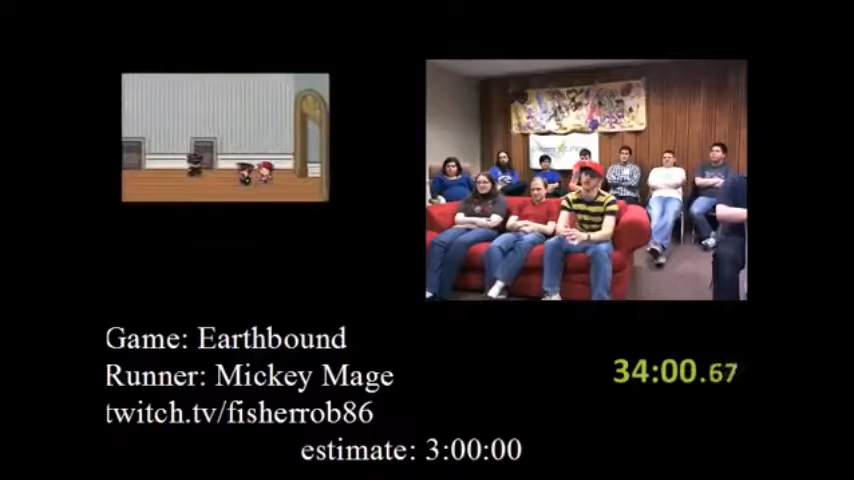 Game: Earthbound
Runner: Mickey Mage
twitch.tv/fisherrob86
estimate: 3:00:00
34:00.67